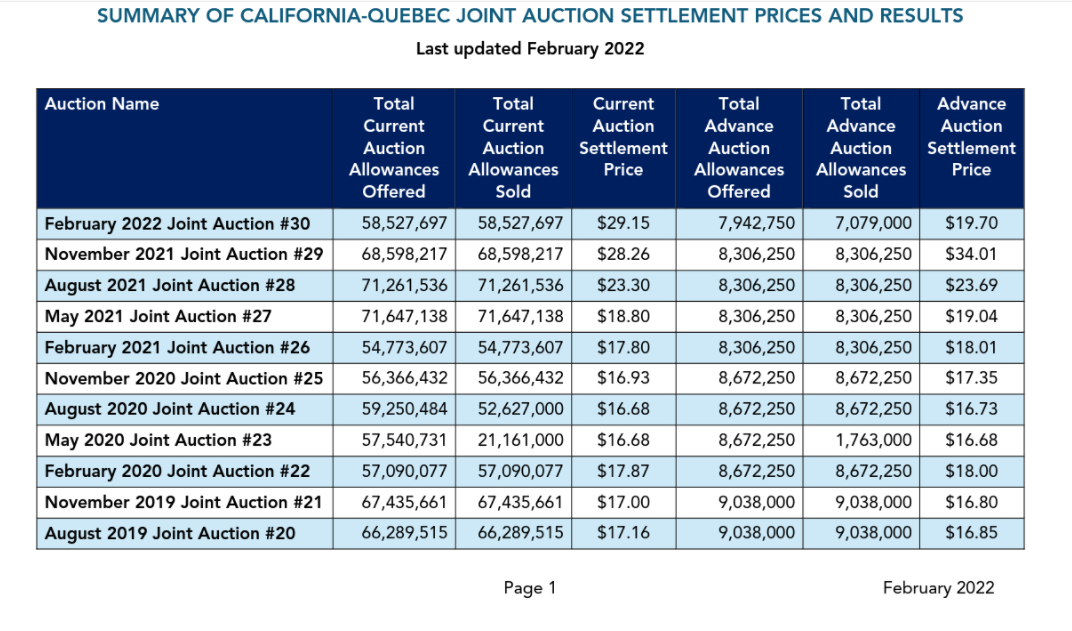 SUMMARY OF CALIFORNIA-QUEBEC JOINT AUCTION SETTLEMENT PRICES AND RESULTS
Last updated February 2022
Auction Name Total Current Auction Allowances Offered Total Current Auction Allowances Sold Current Auction Settlement Price Total Advance Auction Allowances Offered Total Advance Auction Allowances Sold Advance Auction Settlement Price
February 2022 Joint Auction #30 58,527,697 58,527,697 $29.15 7,942,750 7,079,000 $19.70
November 2021 Joint Auction #29 68,598,217 68,598,217 $28.26 8,306,250 8,306,250 $34.01
August 2021 Joint Auction #28 71,261,536 71,261,536 $23.30 8,306,250 8,306,250 $23.69
May 2021 Joint Auction #27 71,647,138 71,647,138 $18.80 8,306,250 8,306,250 $19.04
February 2021 Joint Auction #26 54,773,607 54,773,607 $17.80 8,306,250 8,306,250 $18.01
November 2020 Joint Auction #25 56,366,432 56,366,432 $16.93 8,672,250 8,672,250 $17.35
August 2020 Joint Auction #24 59,250,484 52,627,000 $16.68 8,672,250 8,672,250 $16.73
May 2020 Joint Auction #23 57,540,731 21,161,000 $16.68 8,672,250 1,763,000 $16.68
February 2020 Joint Auction #22 57,090,077 57,090,077 $17.87 8,672,250 8,672,250 $18.00
November 2019 Joint Auction #21 67,435,661 67,435,661 $17.00 9,038,000 9,038,000 $16.80
August 2019 Joint Auction #20 66,289,515 66,289,515 $17.16 9,038,000 9,038,000 $16.85
Page 1 February 2022